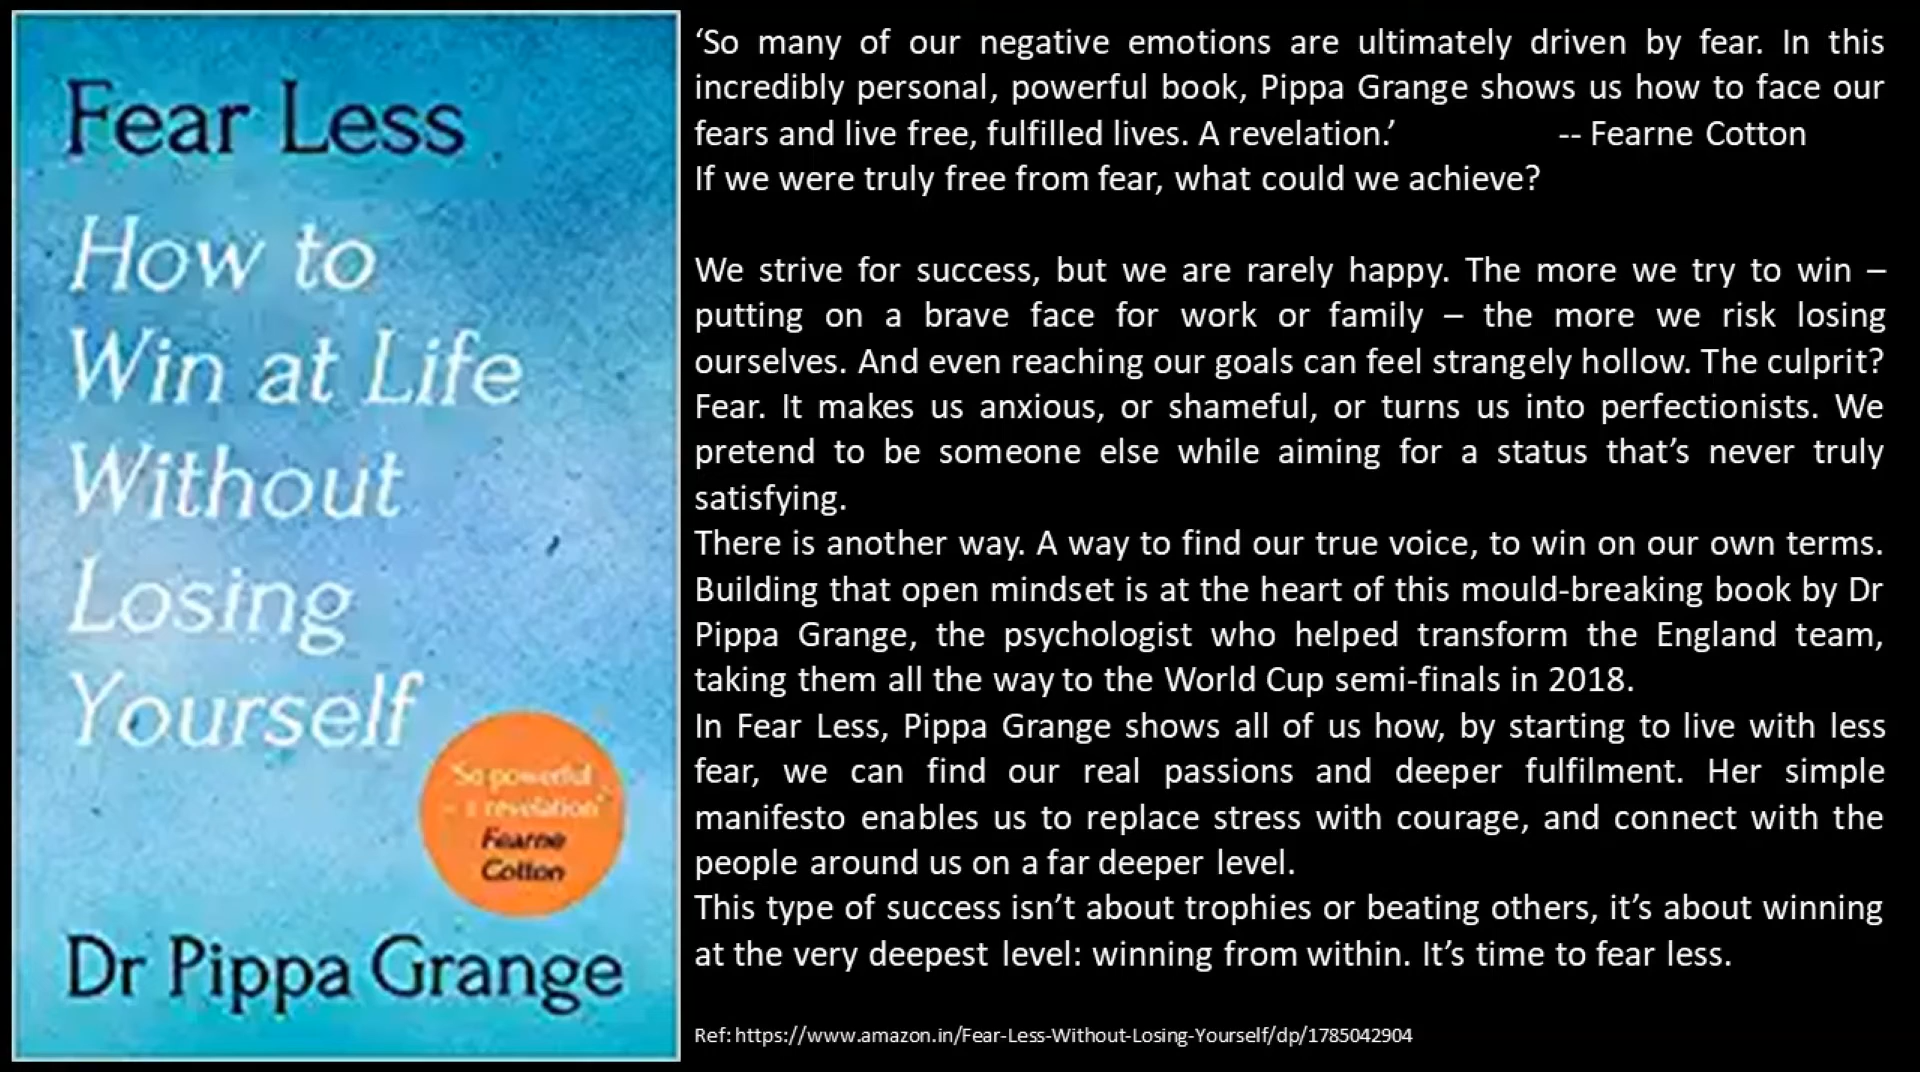 Fear Less
How to
Win at Life
Without
Losing
Yourself
'So powerful
– a revelation'
Fearne
Cotton
Dr Pippa Grange
‘So many of our negative emotions are ultimately driven by fear. In this
incredibly personal, powerful book, Pippa Grange shows us how to face our
fears and live free, fulfilled lives. A revelation.’ -- Fearne Cotton
If we were truly free from fear, what could we achieve?
We strive for success, but we are rarely happy. The more we try to win –
putting on a brave face for work or family – the more we risk losing
ourselves. And even reaching our goals can feel strangely hollow. The culprit?
Fear. It makes us anxious, or shameful, or turns us into perfectionists. We
pretend to be someone else while aiming for a status that’s never truly
satisfying.
There is another way. A way to find our true voice, to win on our own terms.
Building that open mindset is at the heart of this mould-breaking book by Dr
Pippa Grange, the psychologist who helped transform the England team,
taking them all the way to the World Cup semi-finals in 2018.
In Fear Less, Pippa Grange shows all of us how, by starting to live with less
fear, we can find our real passions and deeper fulfilment. Her simple
manifesto enables us to replace stress with courage, and connect with the
people around us on a far deeper level.
This type of success isn’t about trophies or beating others, it’s about winning
at the very deepest level: winning from within. It’s time to fear less.
Ref: https://www.amazon.in/Fear-Less-Without-Losing-Yourself/dp/1785042904